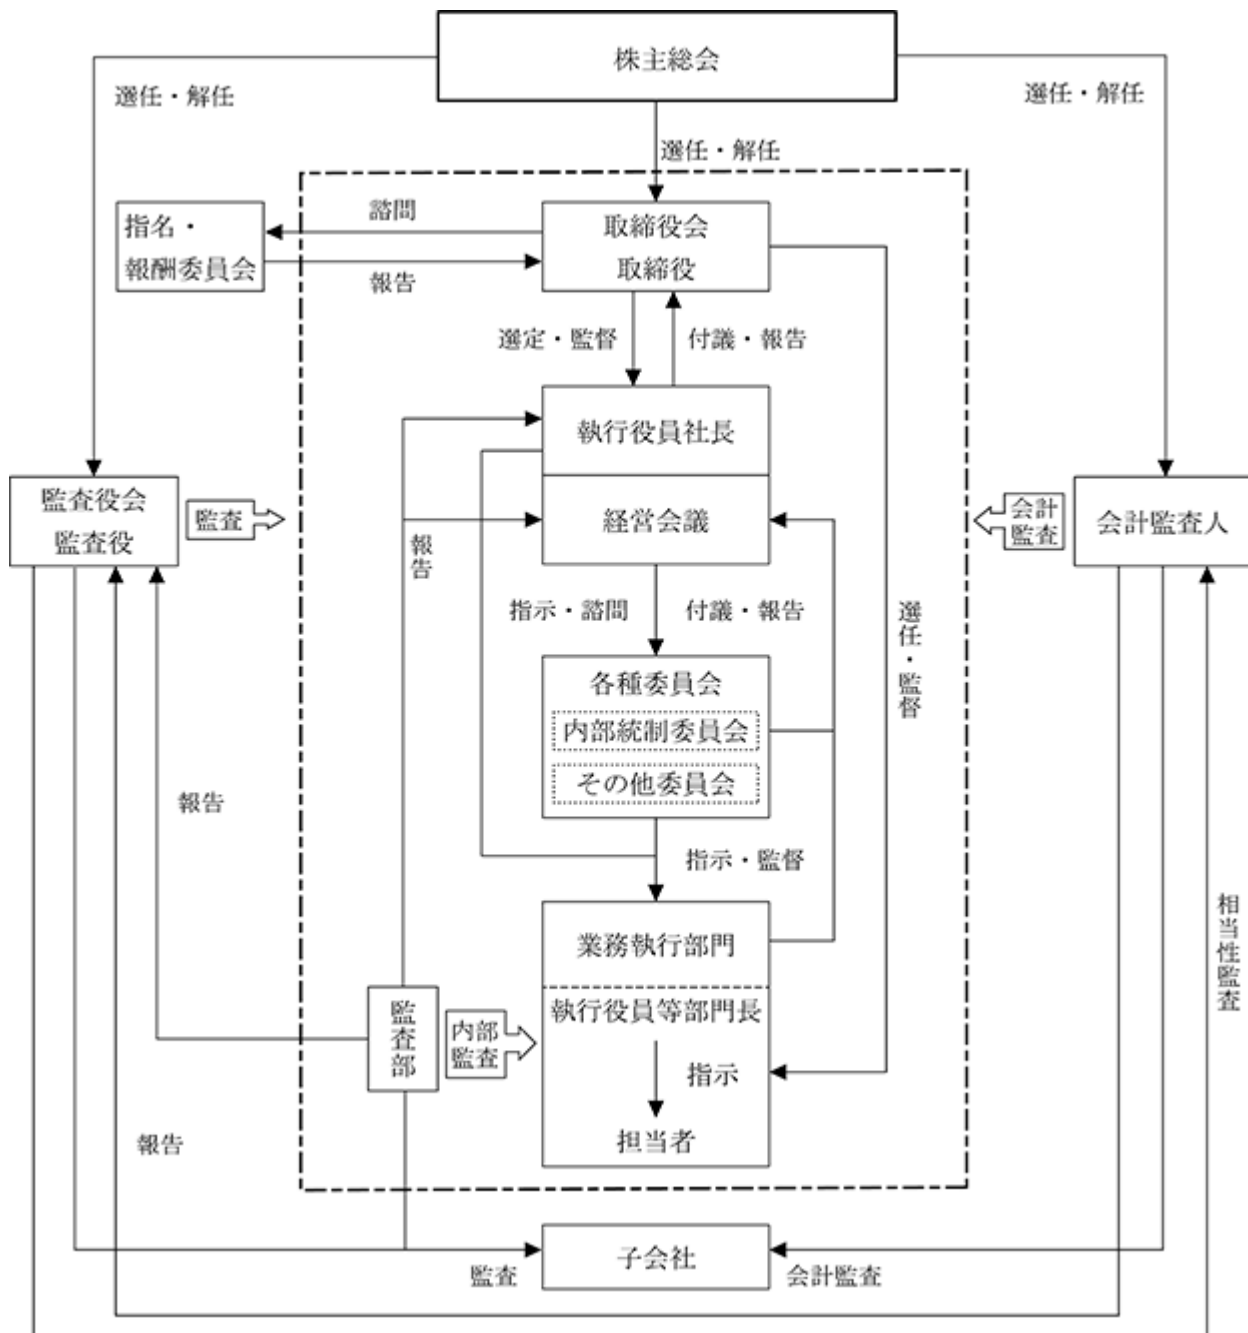 株主総会
選任・解任
選任・解任
選任・解任
諮問
指名・
報酬委員会
取締役会
取締役
報告
選定・監督
付議・報告
執行役員社長
監査役会
監査役
監査
経営会議
会計
監査
会計監査人
報告
指示・諮問
付議・報告
選任・監督
各種委員会
内部統制委員会
その他委員会
報告
指示・監督
相当性監査
業務執行部門
執行役員等部門長
監査部
内部
監査
指示
担当者
報告
子会社
監査
会計監査